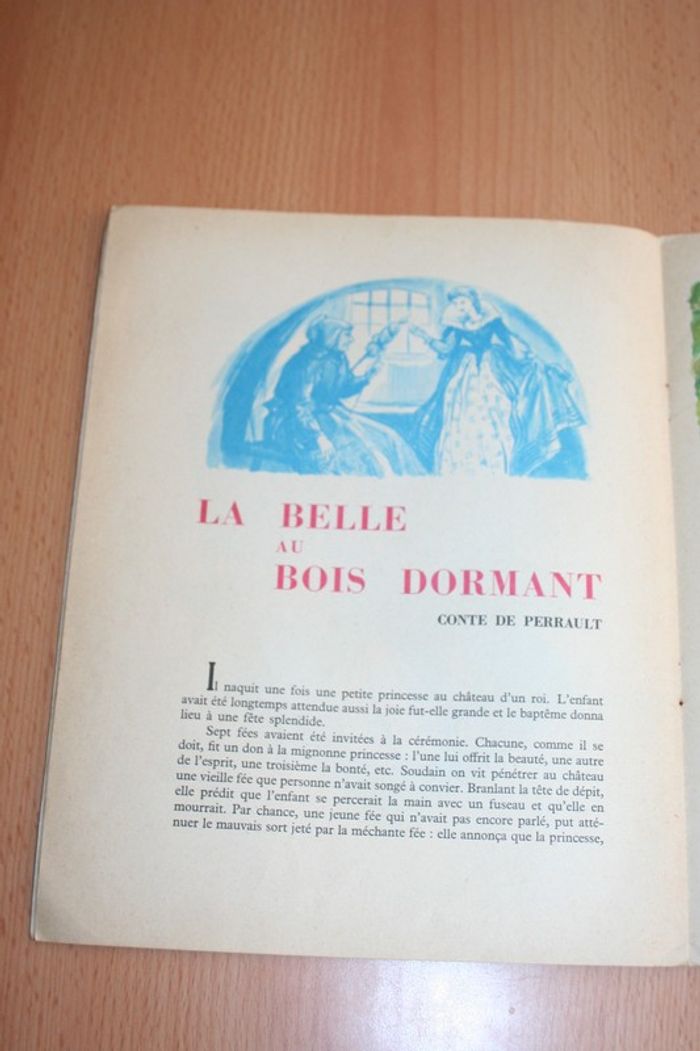 LA BELLE
AU
BOIS DORMANT
CONTE DE PERRAULT
Il naquit une fois une petite princesse au château d'un roi. L'enfant
avait été longtemps attendue aussi la joie fut-elle grande et le baptême donna
lieu à une fête splendide.
Sept fées avaient été invitées à la cérémonie. Chacune, comme il se
doit, fit un don à la mignonne princesse : l'une lui offrit la beauté, une autre
de l'esprit, une troisième la bonté, etc. Soudain on vit pénétrer au château
une vieille fée que personne n'avait songé à convier. Branlant la tête de dépit,
elle prédit que l'enfant se percerait la main avec un fuseau et qu'elle en
mourrait. Par chance, une jeune fée qui n'avait pas encore parlé, put atté-
nuer le mauvais sort jeté par la méchante fée : elle annonça que la princesse,